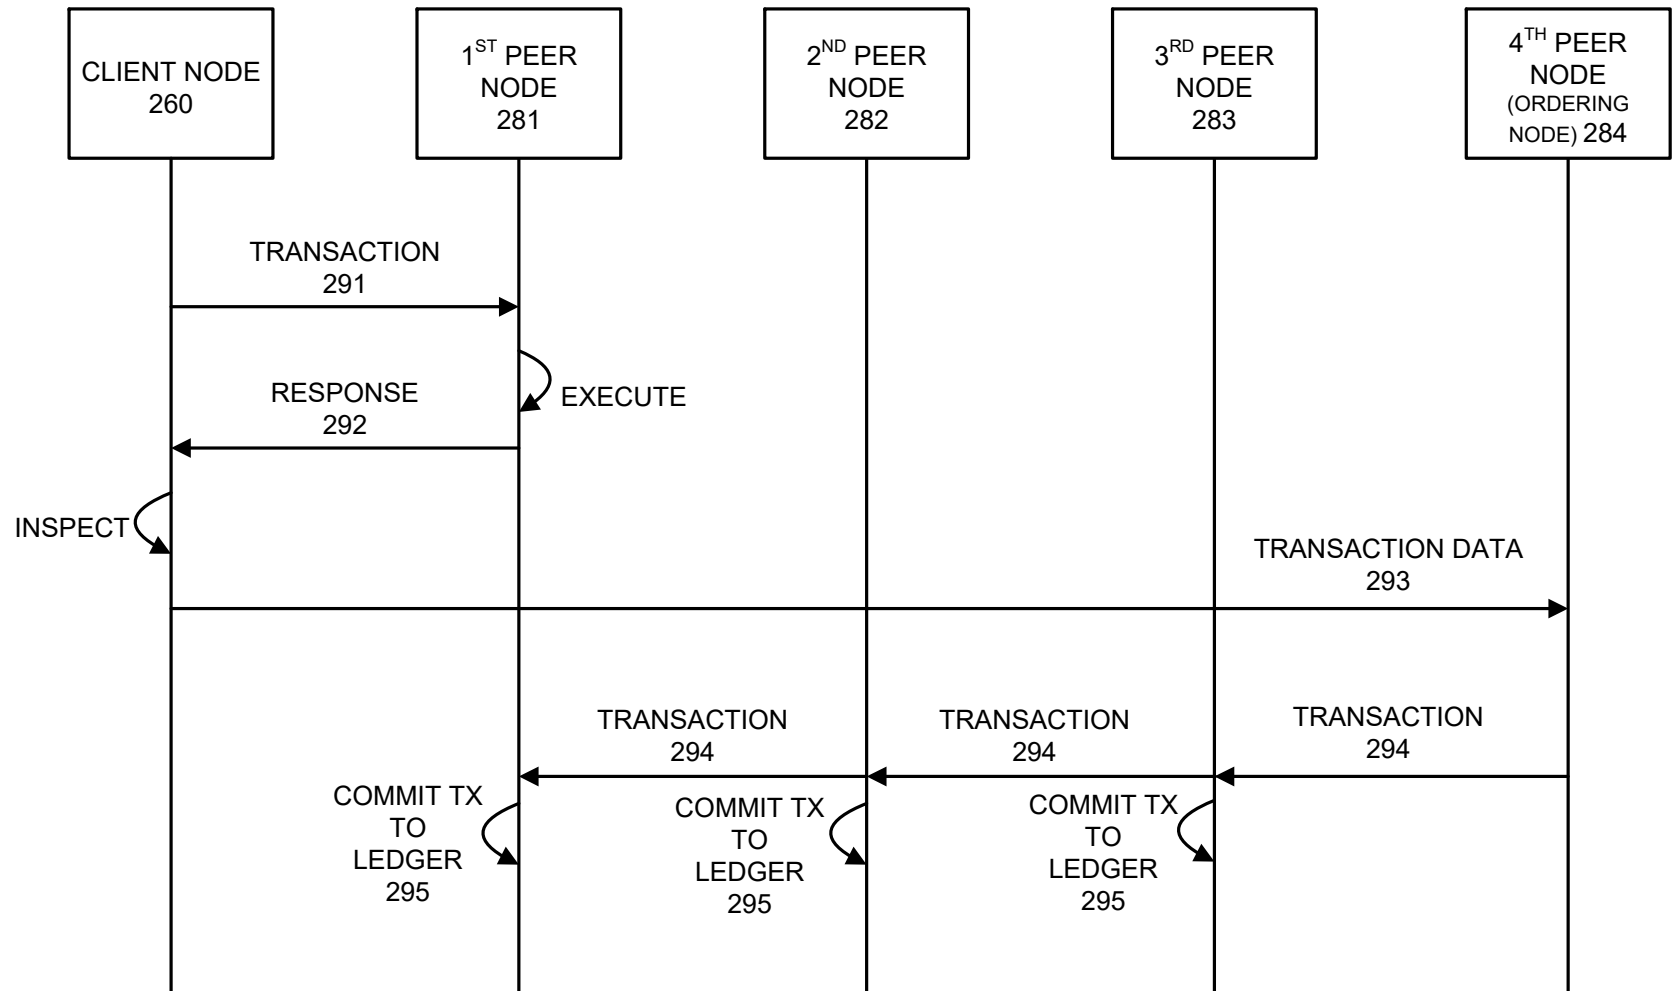 CLIENT NODE
260
1ST PEER
NODE
281
2ND PEER
NODE
282
3RD PEER
NODE
283
4TH PEER
NODE
(ORDERING
NODE) 284
TRANSACTION
291
EXECUTE
RESPONSE
292
INSPECT
TRANSACTION DATA
293
TRANSACTION
294
TRANSACTION
294
TRANSACTION
294
COMMIT TX
TO
LEDGER
295
COMMIT TX
TO
LEDGER
295
COMMIT TX
TO
LEDGER
295